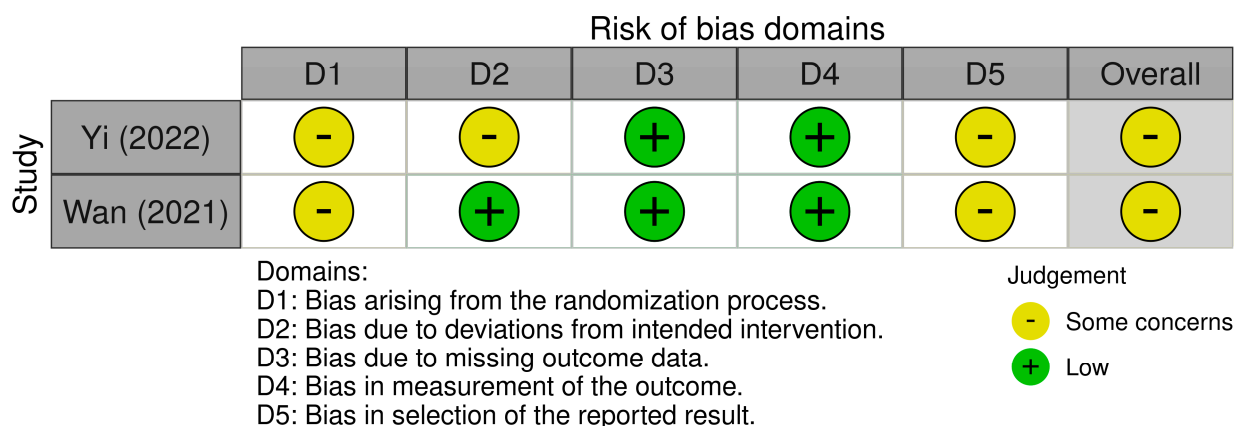 Risk of bias domains
D1 D2 D3 D4 D5 Overall
Study
Yi (2022) - - + + - -
Wan (2021) - + + + - -
Domains:
D1: Bias arising from the randomization process.
D2: Bias due to deviations from intended intervention.
D3: Bias due to missing outcome data.
D4: Bias in measurement of the outcome.
D5: Bias in selection of the reported result.
Judgement
- Some concerns
+ Low